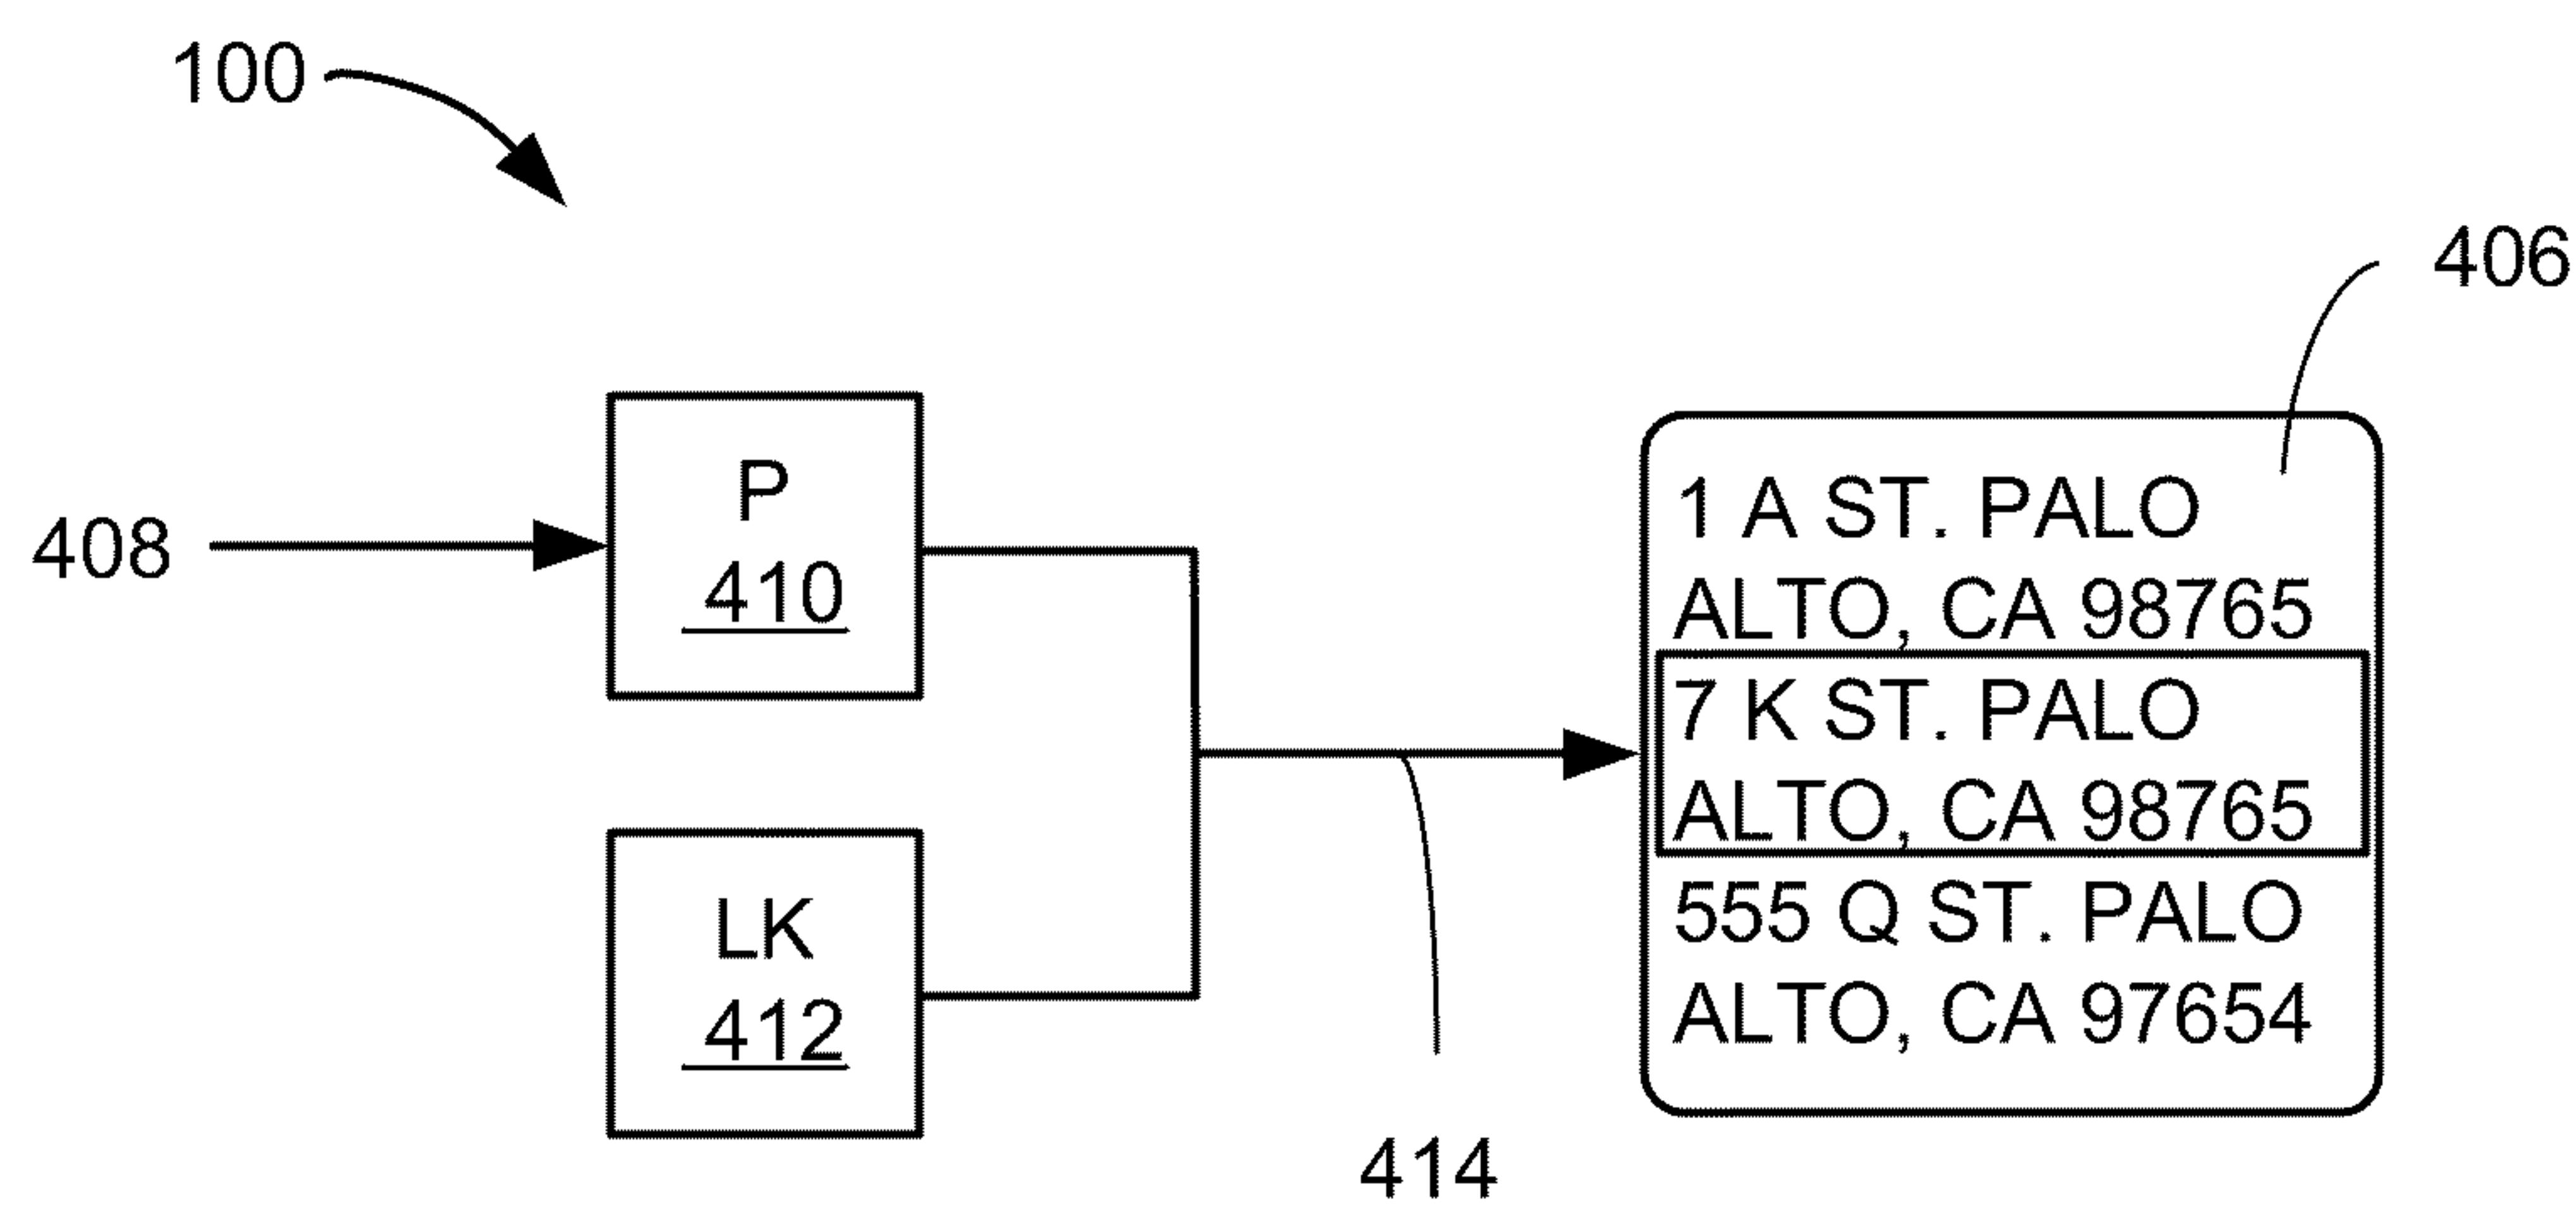 100
406
408
P
410
LK
412
414
1 A ST. PALO
ALTO, CA 98765
7 K ST. PALO
ALTO, CA 98765
555 Q ST. PALO
ALTO, CA 97654